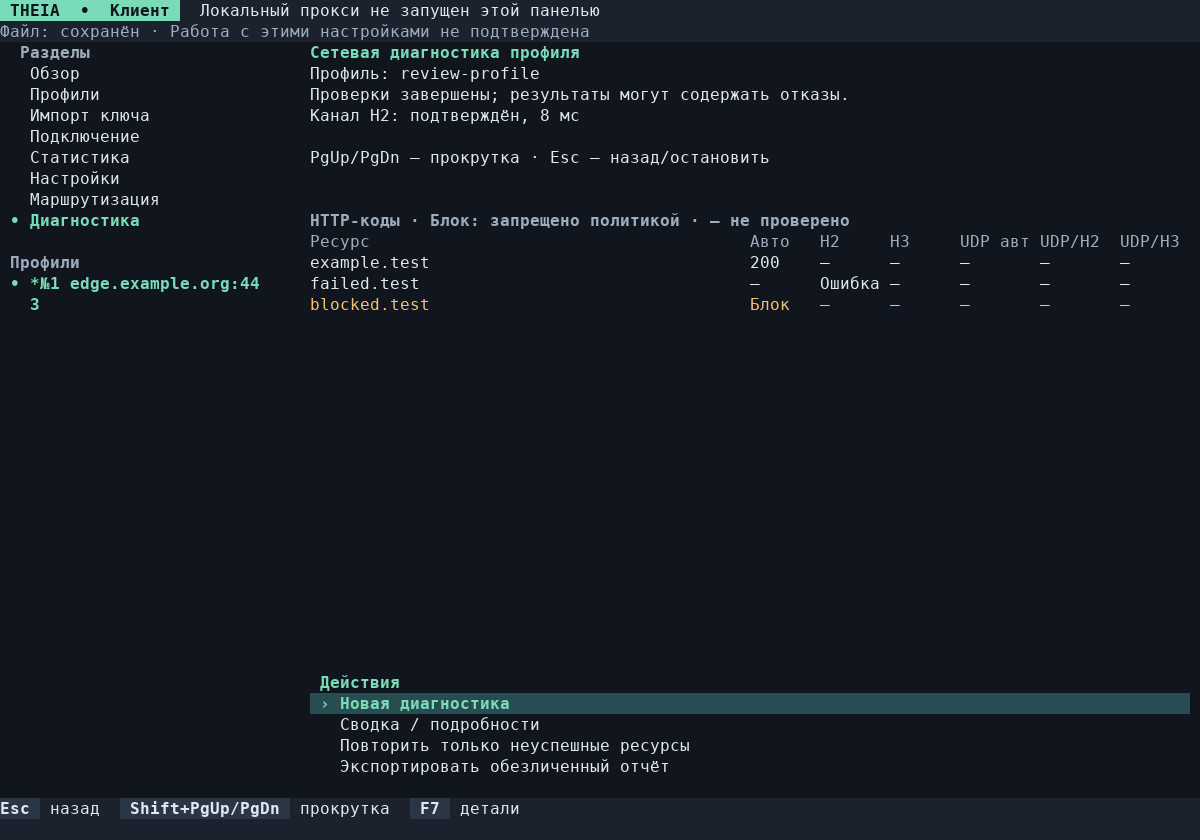 THEIA • Клиент Локальный прокси не запущен этой панелью
Файл: сохранён · Работа с этими настройками не подтверждена
Разделы
Обзор
Профили
Импорт ключа
Подключение
Статистика
Настройки
Маршрутизация
• Диагностика
Профили
• *№1 edge.example.org:44
3
Сетевая диагностика профиля
Профиль: review-profile
Проверки завершены; результаты могут содержать отказы.
Канал H2: подтверждён, 8 мс
PgUp/PgDn — прокрутка · Esc — назад/остановить
HTTP-коды · Блок: запрещено политикой · — не проверено
Ресурс Авто H2 H3 UDP авт UDP/H2 UDP/H3
example.test 200 — — — — —
failed.test — Ошибка — — — —
blocked.test Блок — — — — —
Действия
› Новая диагностика
Сводка / подробности
Повторить только неуспешные ресурсы
Экспортировать обезличенный отчёт
Esc назад Shift+PgUp/PgDn прокрутка F7 детали